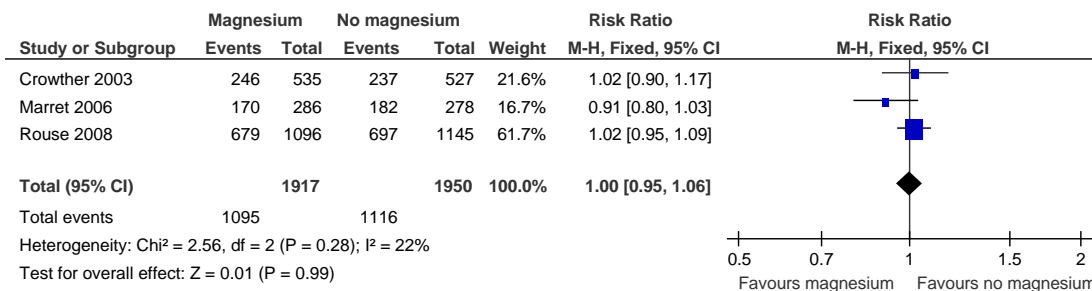 Magnesium No magnesium Risk Ratio Risk Ratio
Study or Subgroup Events Total Events Total Weight M-H, Fixed, 95% CI M-H, Fixed, 95% CI
Crowther 2003 246 535 237 527 21.6% 1.02 [0.90, 1.17]
Marret 2006 170 286 182 278 16.7% 0.91 [0.80, 1.03]
Rouse 2008 679 1096 697 1145 61.7% 1.02 [0.95, 1.09]
Total (95% CI) 1917 1950 100.0% 1.00 [0.95, 1.06]
Total events 1095 1116
Heterogeneity: Chi² = 2.56, df = 2 (P = 0.28); I² = 22%
Test for overall effect: Z = 0.01 (P = 0.99)
0.5 0.7 1 1.5 2
Favours magnesium Favours no magnesium